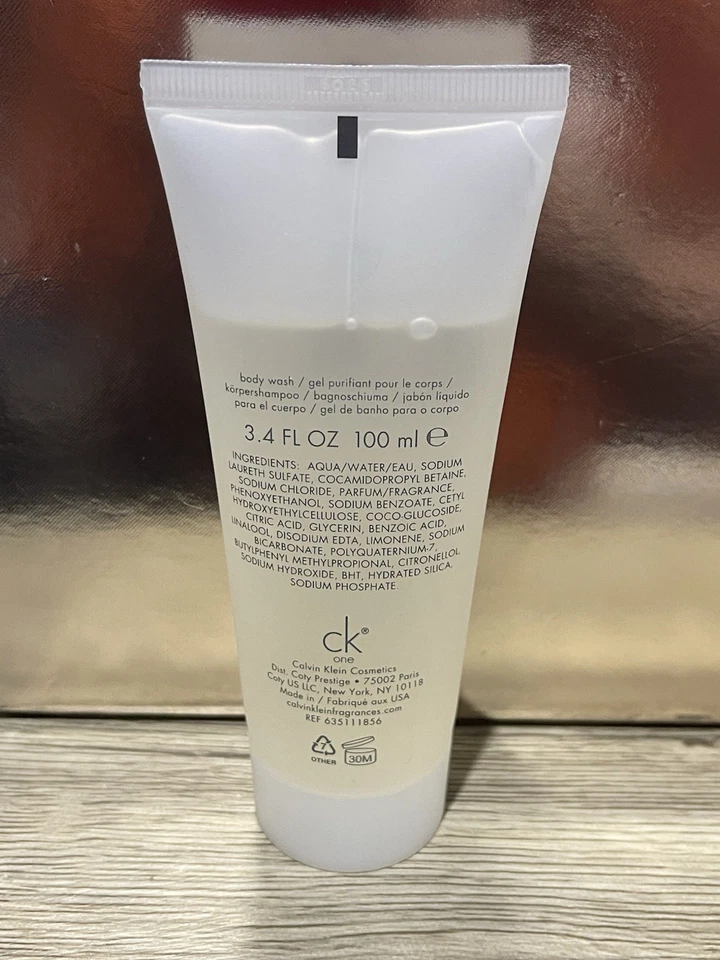 body wash / gel purifiant pour le corps /
körpershampoo / bagnoschiuma / jabón líquido
para el cuerpo / gel de banho para o corpo
3.4 FL OZ 100 ml ℮
INGREDIENTS: AQUA/WATER/EAU, SODIUM
LAURETH SULFATE, COCAMIDOPROPYL BETAINE,
SODIUM CHLORIDE, PARFUM/FRAGRANCE,
PHENOXYETHANOL, SODIUM BENZOATE, CETYL
HYDROXYETHYLCELLULOSE, COCO-GLUCOSIDE,
CITRIC ACID, GLYCERIN, BENZOIC ACID,
LINALOOL, DISODIUM EDTA, LIMONENE, SODIUM
BICARBONATE, POLYQUATERNIUM-7,
BUTYLPHENYL METHYLPROPIONAL, CITRONELLOL,
SODIUM HYDROXIDE, BHT, HYDRATED SILICA,
SODIUM PHOSPHATE.
ck®
one
Calvin Klein Cosmetics
Dist. Coty Prestige • 75002 Paris
Coty US LLC, New York, NY 10118
Made in / Fabriqué aux USA
calvinkleinfragrances.com
REF 635111856
7
OTHER
30M